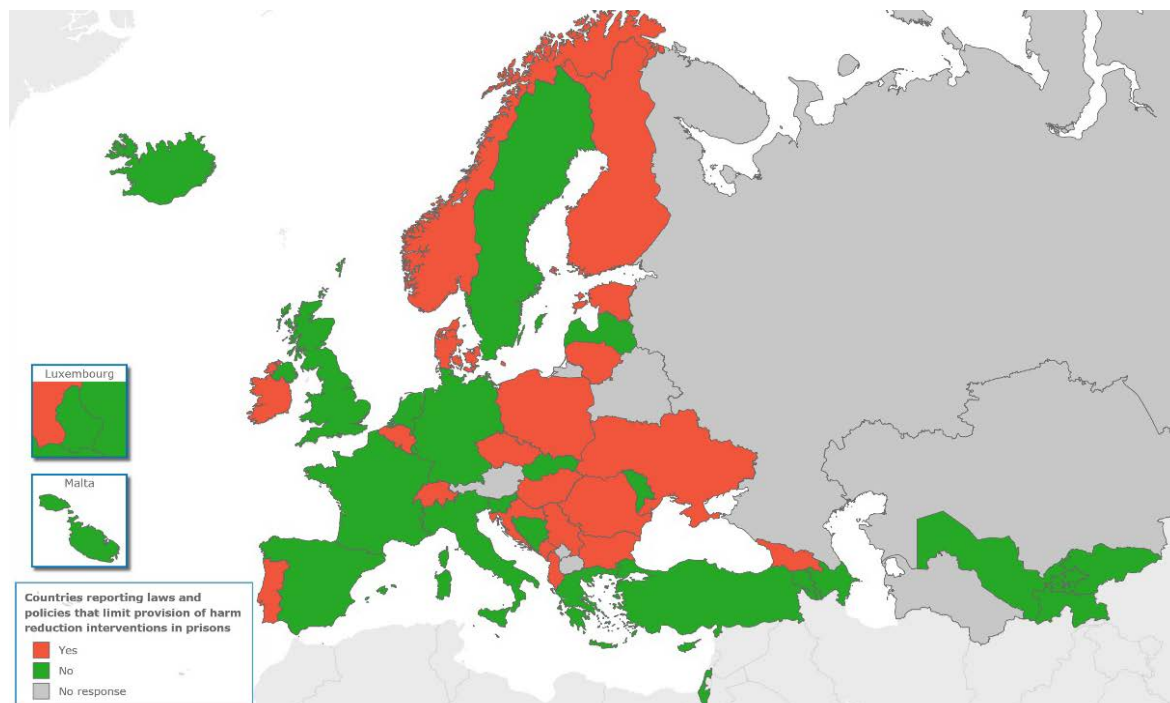 Luxembourg
Malta
Countries reporting laws and
policies that limit provision of harm
reduction interventions in prisons
Yes
No
No response